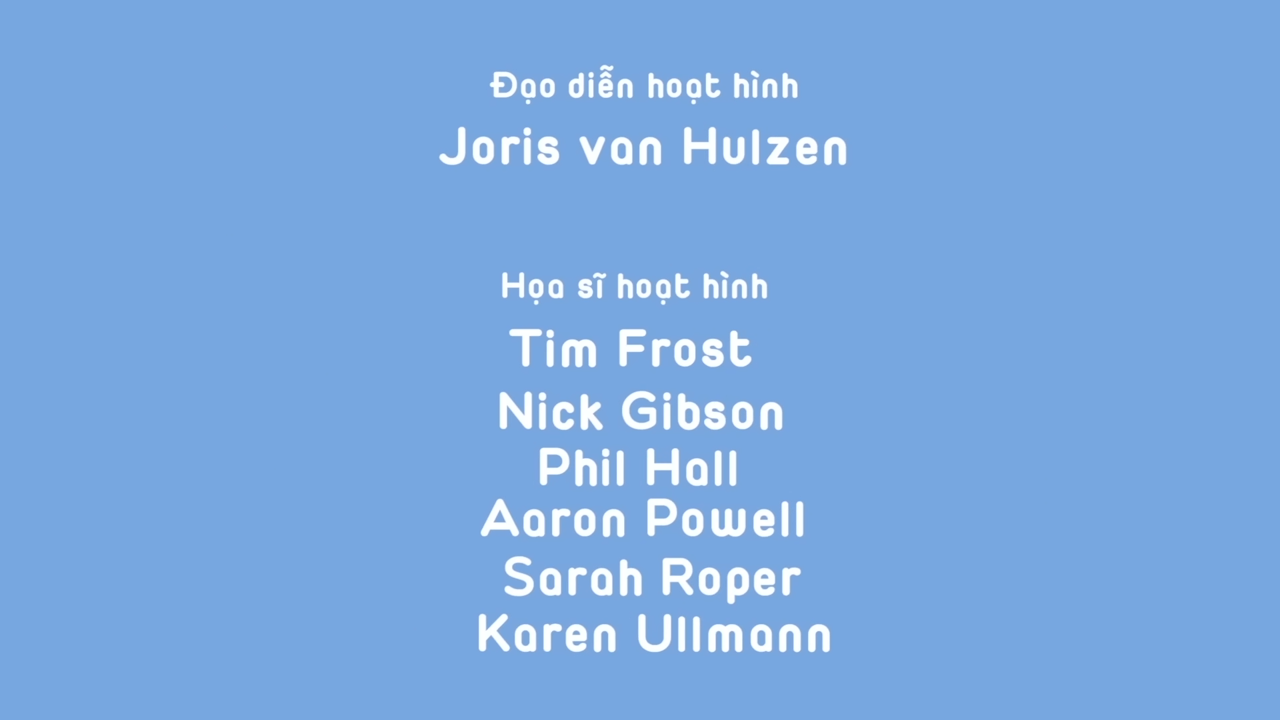 Đạo diễn hoạt hình
Joris van Hulzen
Họa sĩ hoạt hình
Tim Frost
Nick Gibson
Phil Hall
Aaron Powell
Sarah Roper
Karen Ullmann